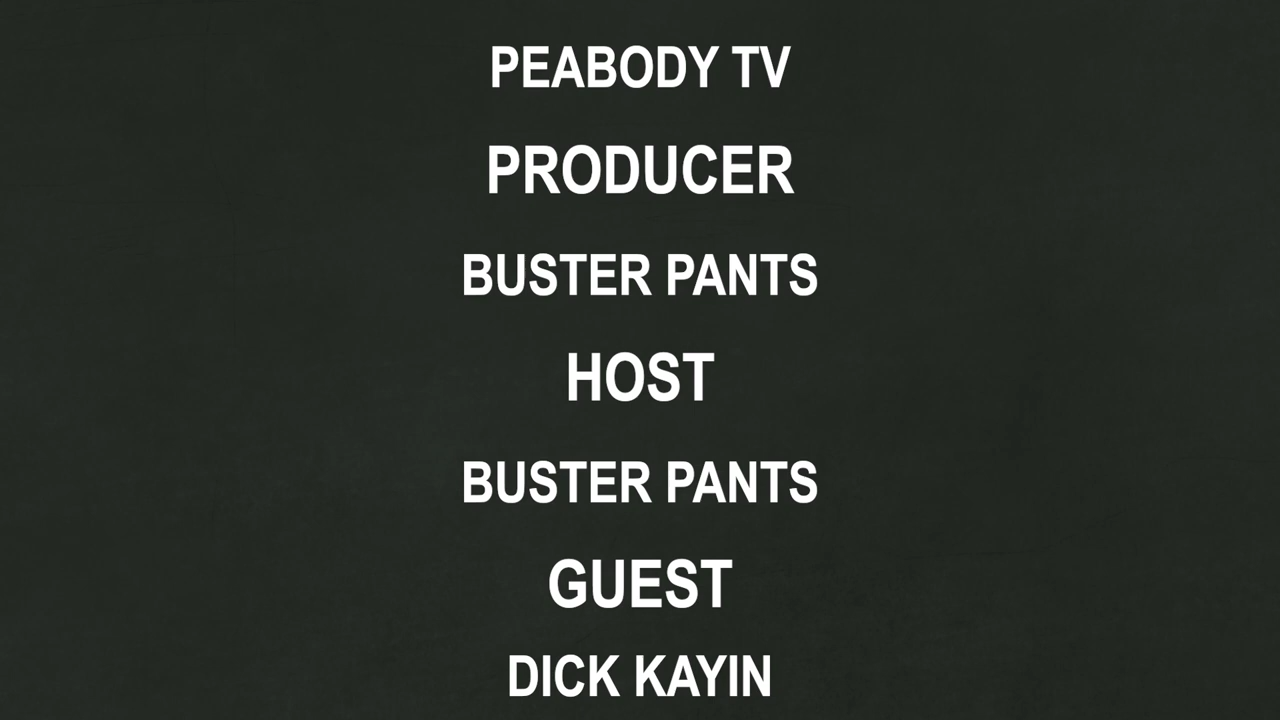 PEABODY TV
PRODUCER
BUSTER PANTS
HOST
BUSTER PANTS
GUEST
DICK KAYIN